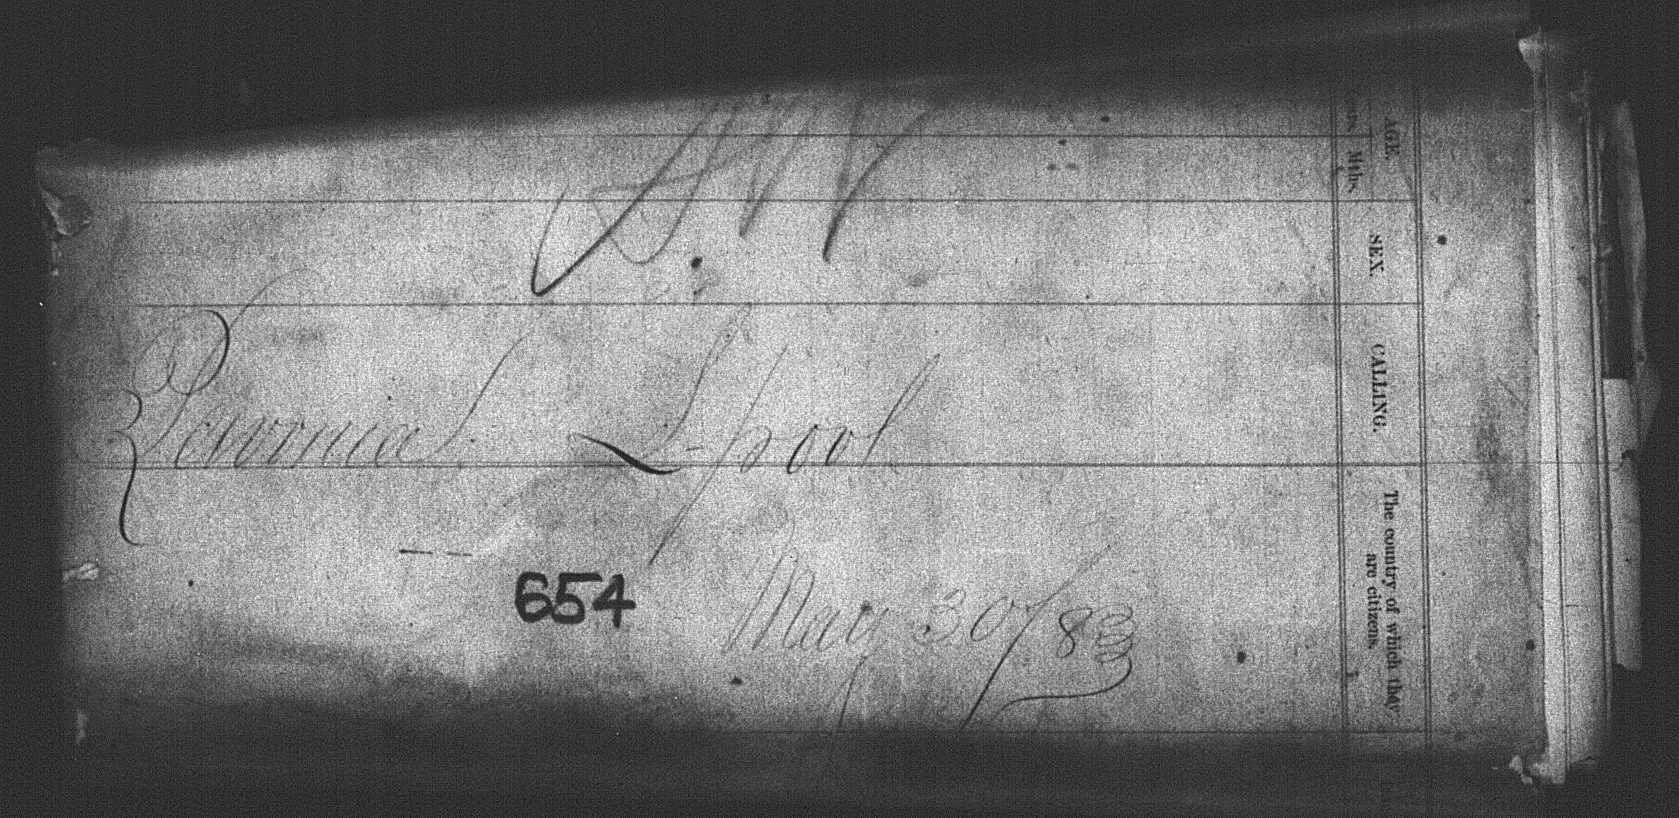 Pavonia L-pool
654
May 30/83
AGE.
Mths.
SEX.
CALLING.
The country of which they
are citizens.